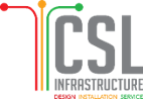 CSL
INFRASTRUCTURE
DESIGN INSTALLATION SERVICE